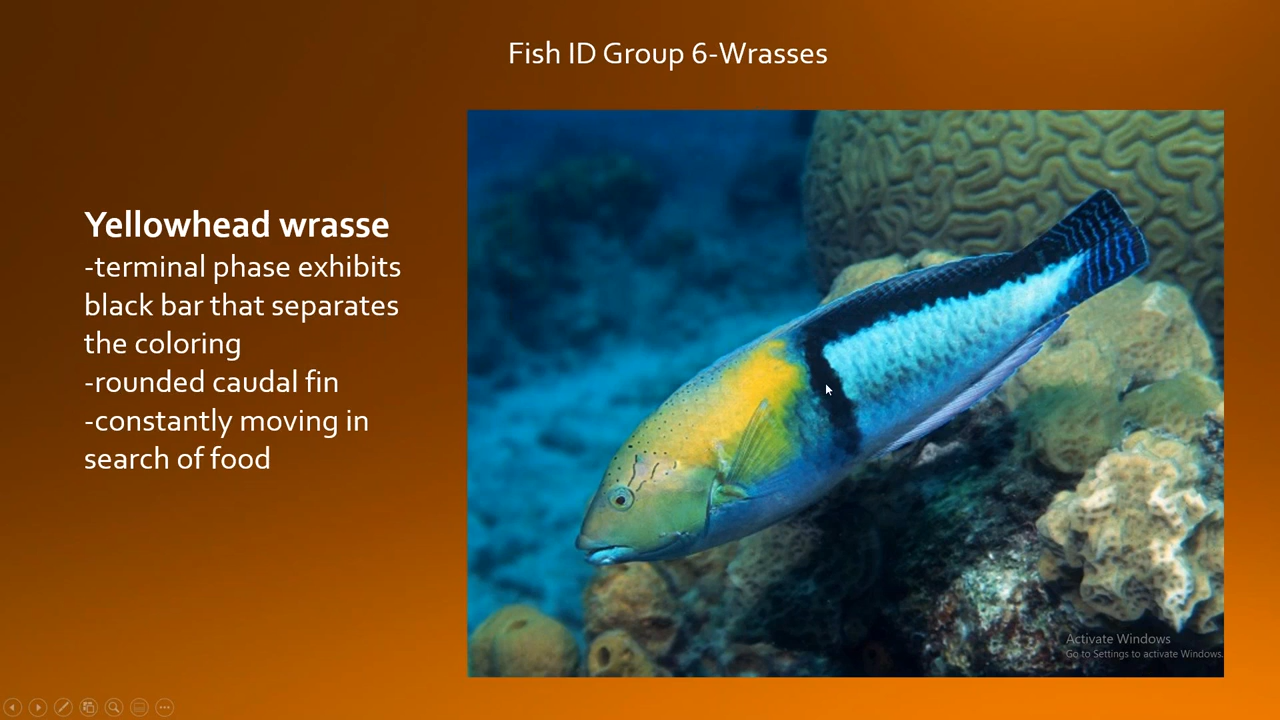 Fish ID Group 6-Wrasses
Yellowhead wrasse
-terminal phase exhibits
black bar that separates
the coloring
-rounded caudal fin
-constantly moving in
search of food
Activate Windows
Go to Settings to activate Windows.